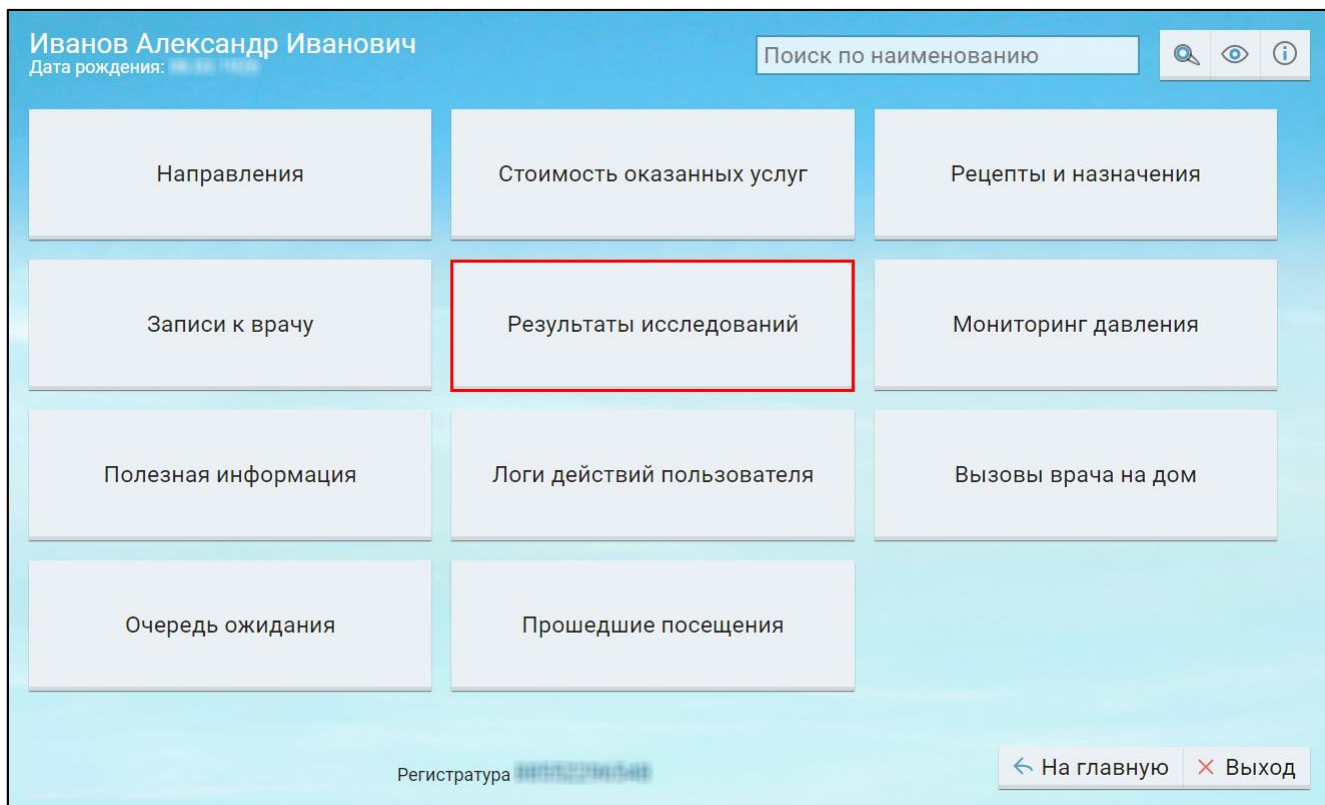 Иванов Александр Иванович
Дата рождения:
Поиск по наименованию
Направления
Стоимость оказанных услуг
Рецепты и назначения
Записи к врачу
Результаты исследований
Мониторинг давления
Полезная информация
Логи действий пользователя
Вызовы врача на дом
Очередь ожидания
Прошедшие посещения
Регистратура
На главную
Выход